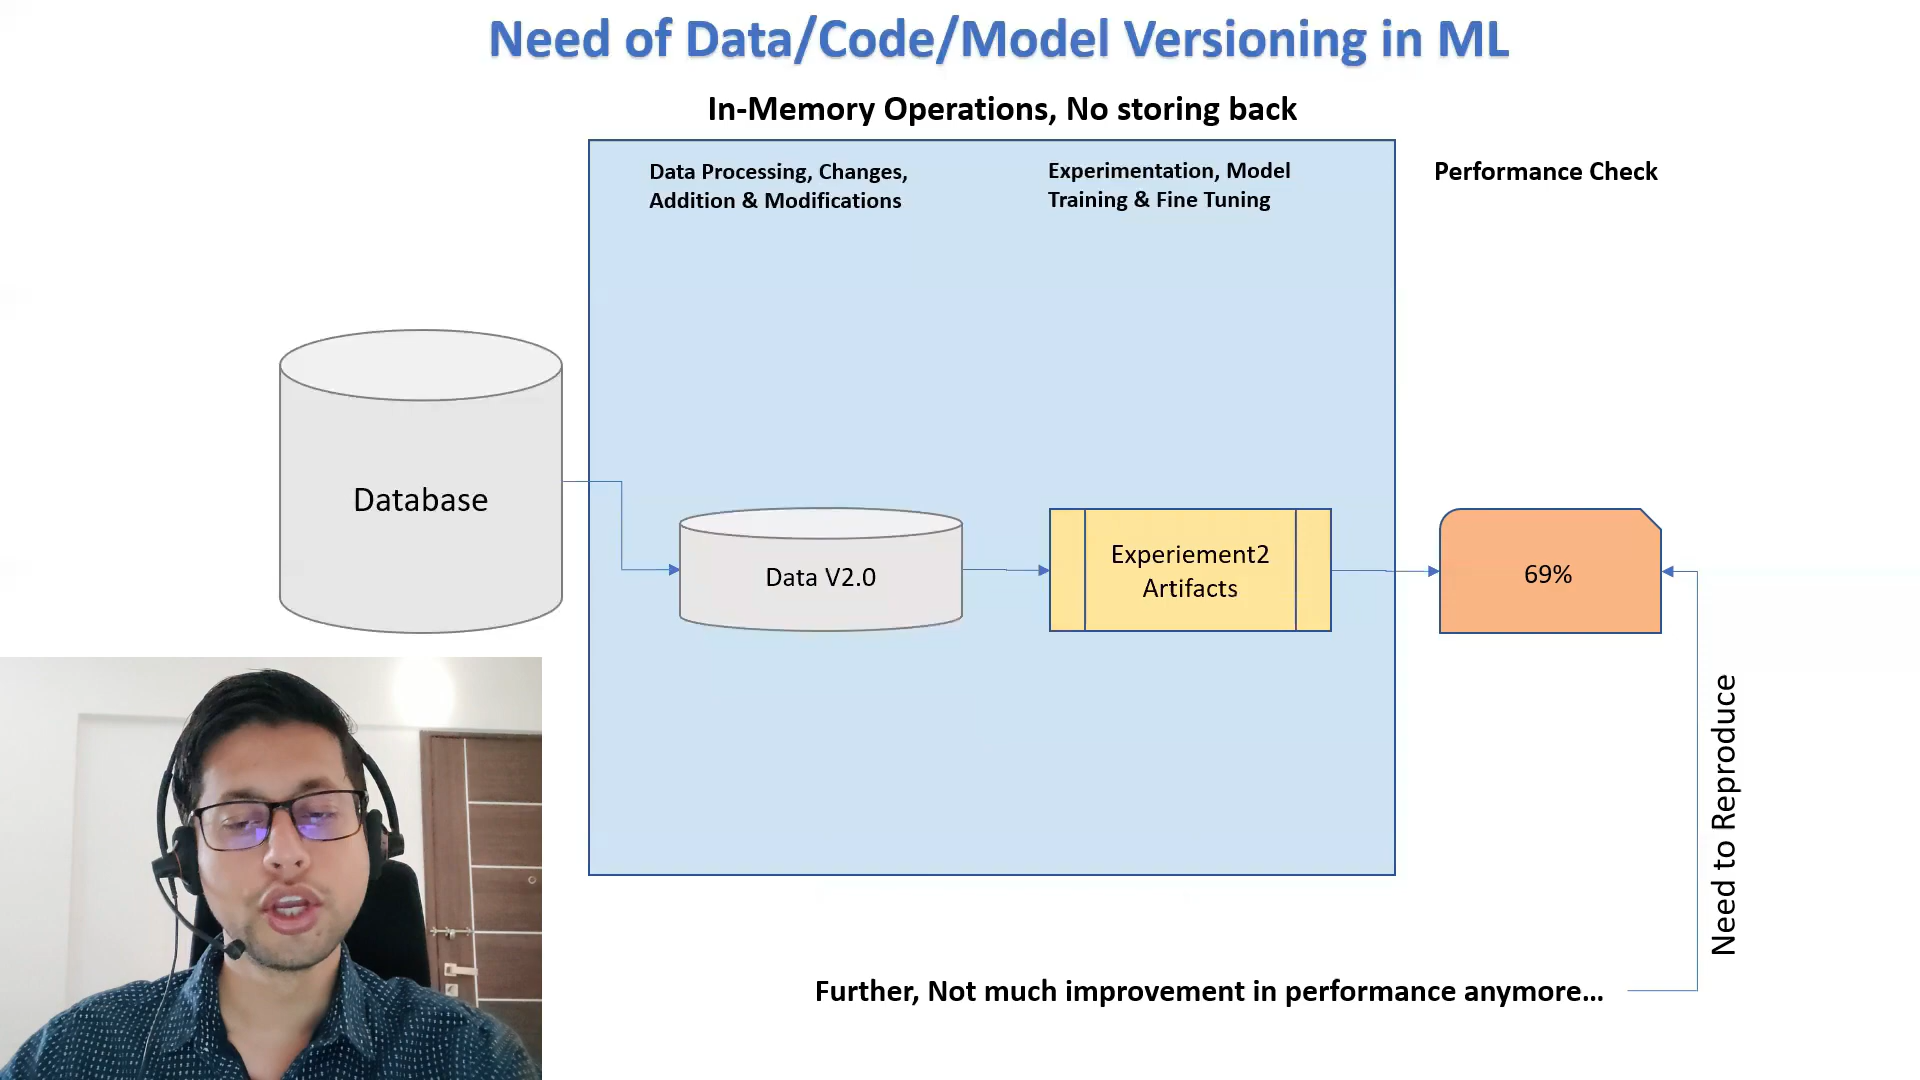 Need of Data/Code/Model Versioning in ML
In-Memory Operations, No storing back
Data Processing, Changes,
Addition & Modifications
Experimentation, Model
Training & Fine Tuning
Performance Check
Database
Data V2.0
Experiement2
Artifacts
69%
Need to Reproduce
Further, Not much improvement in performance anymore...